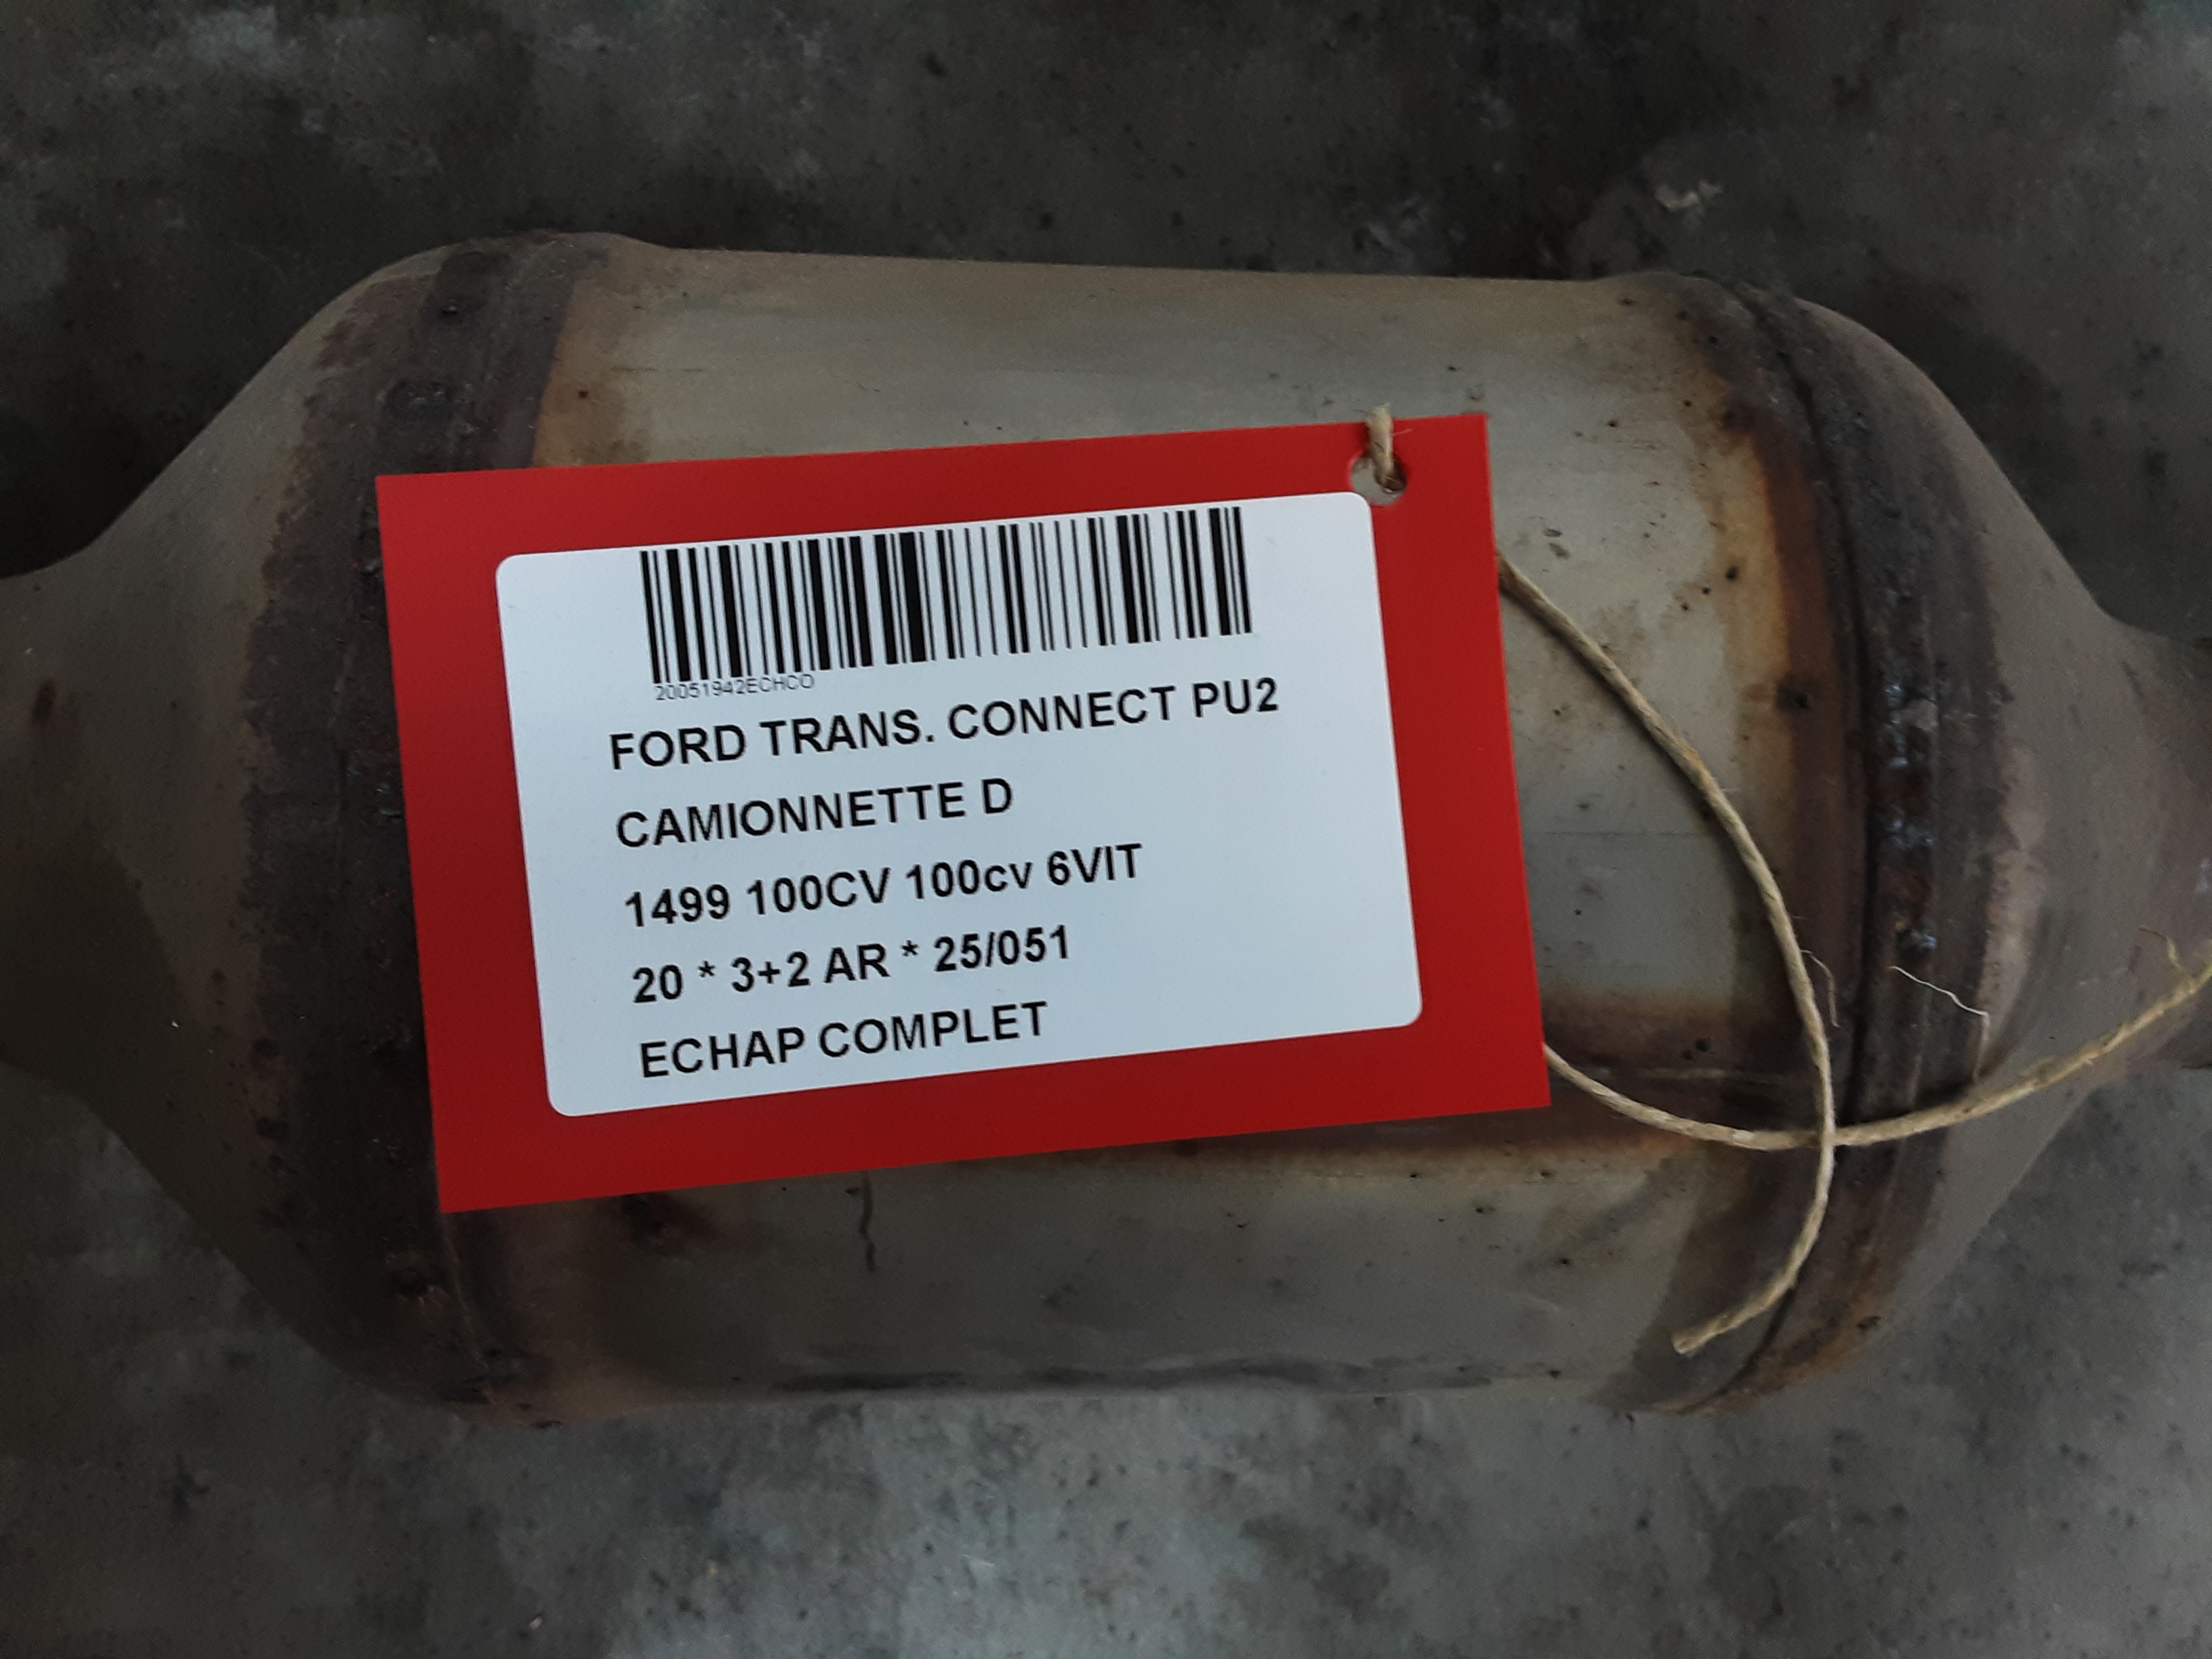 20051942ECHCO
FORD TRANS. CONNECT PU2
CAMIONNETTE D
1499 100CV 100cv 6VIT
20 * 3+2 AR * 25/051
ECHAP COMPLET